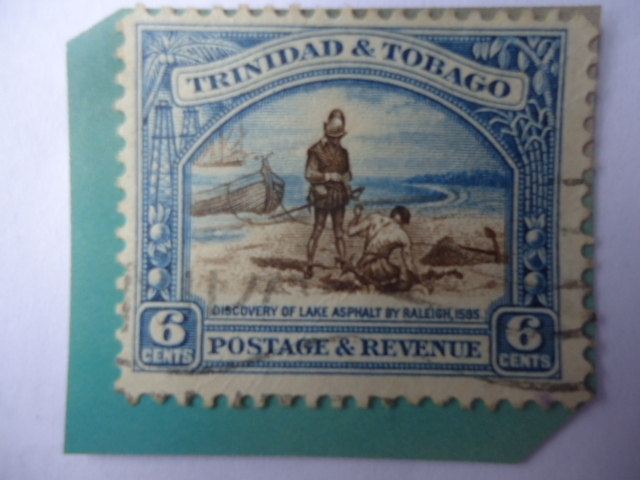 TRINIDAD & TOBAGO
DISCOVERY OF LAKE ASPHALT BY RALEIGH, 1595.
6 CENTS
POSTAGE & REVENUE
6 CENTS